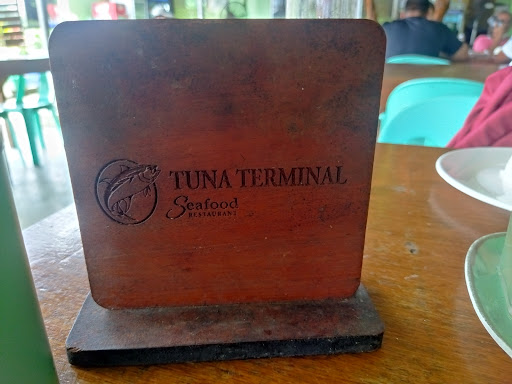 TUNA TERMINAL
Seafood
RESTAURANT